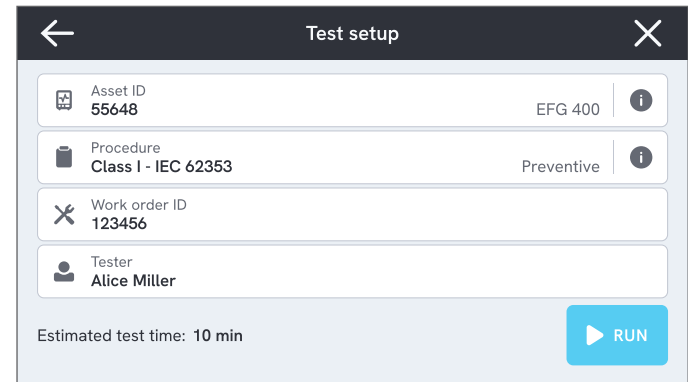 Test setup
Asset ID
55648
EFG 400
Procedure
Class I - IEC 62353
Preventive
Work order ID
123456
Tester
Alice Miller
Estimated test time: 10 min
RUN